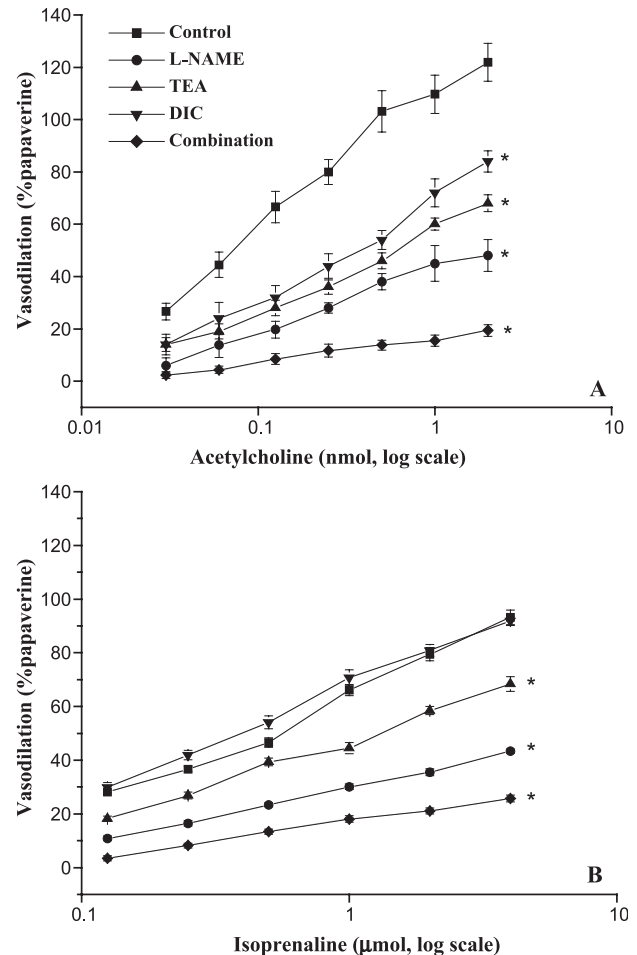 140
Control
L-NAME
120
TEA
DIC
100
Combination
80
*
*
60
*
40
20
*
0
A
0.01
0.1
1
10
Vasodilation (%papaverine)
Acetylcholine (nmol, log scale)
140
120
100
80
*
60
*
40
*
20
0
B
0.1
1
10
Vasodilation (%papaverine)
Isoprenaline (µmol, log scale)